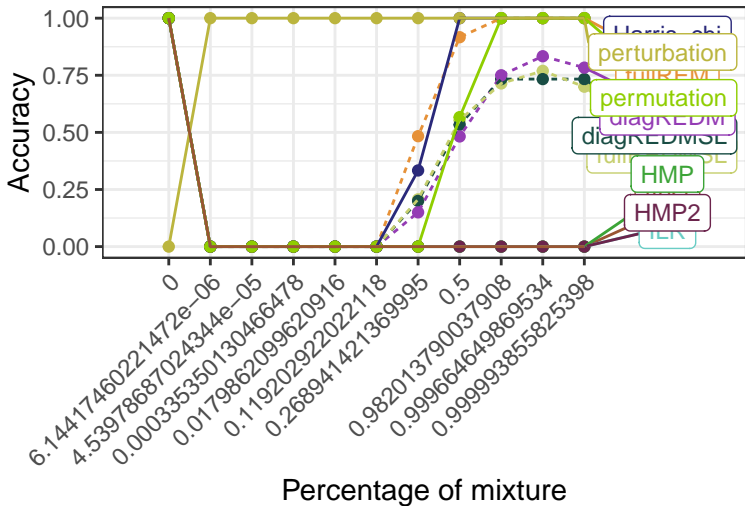 1.00
0.75
0.50
0.25
0.00
Accuracy
perturbation
permutation
diagREDM
diagREDMSE
HMP
HMP2
0
6.14417460221472e−06
4.53978687024344e−05
0.000335350130466478
0.0179862099620916
0.119202922022118
0.268941421369995
0.5
0.982013790037908
0.999664649869534
0.999993855825398
Percentage of mixture